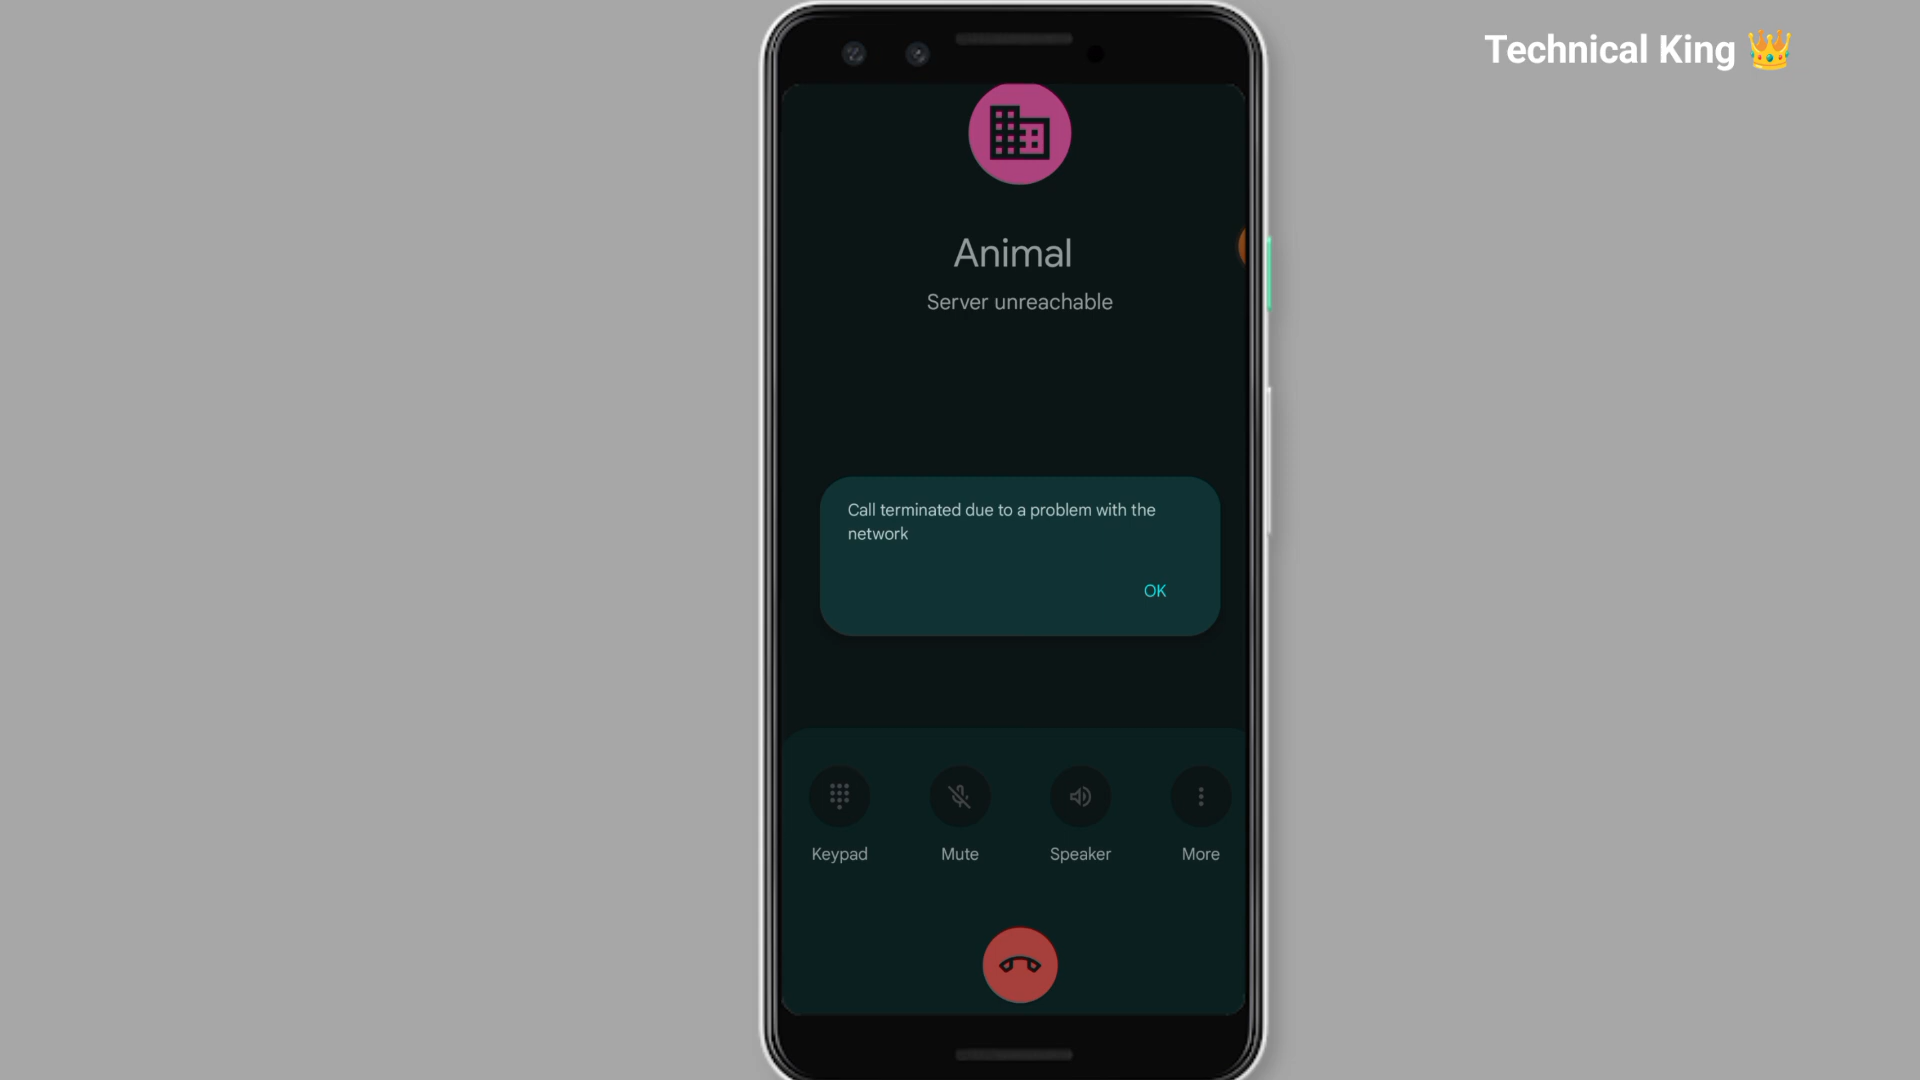 Technical King 👑
Animal
Server unreachable
Call terminated due to a problem with the
network
OK
Keypad Mute Speaker More